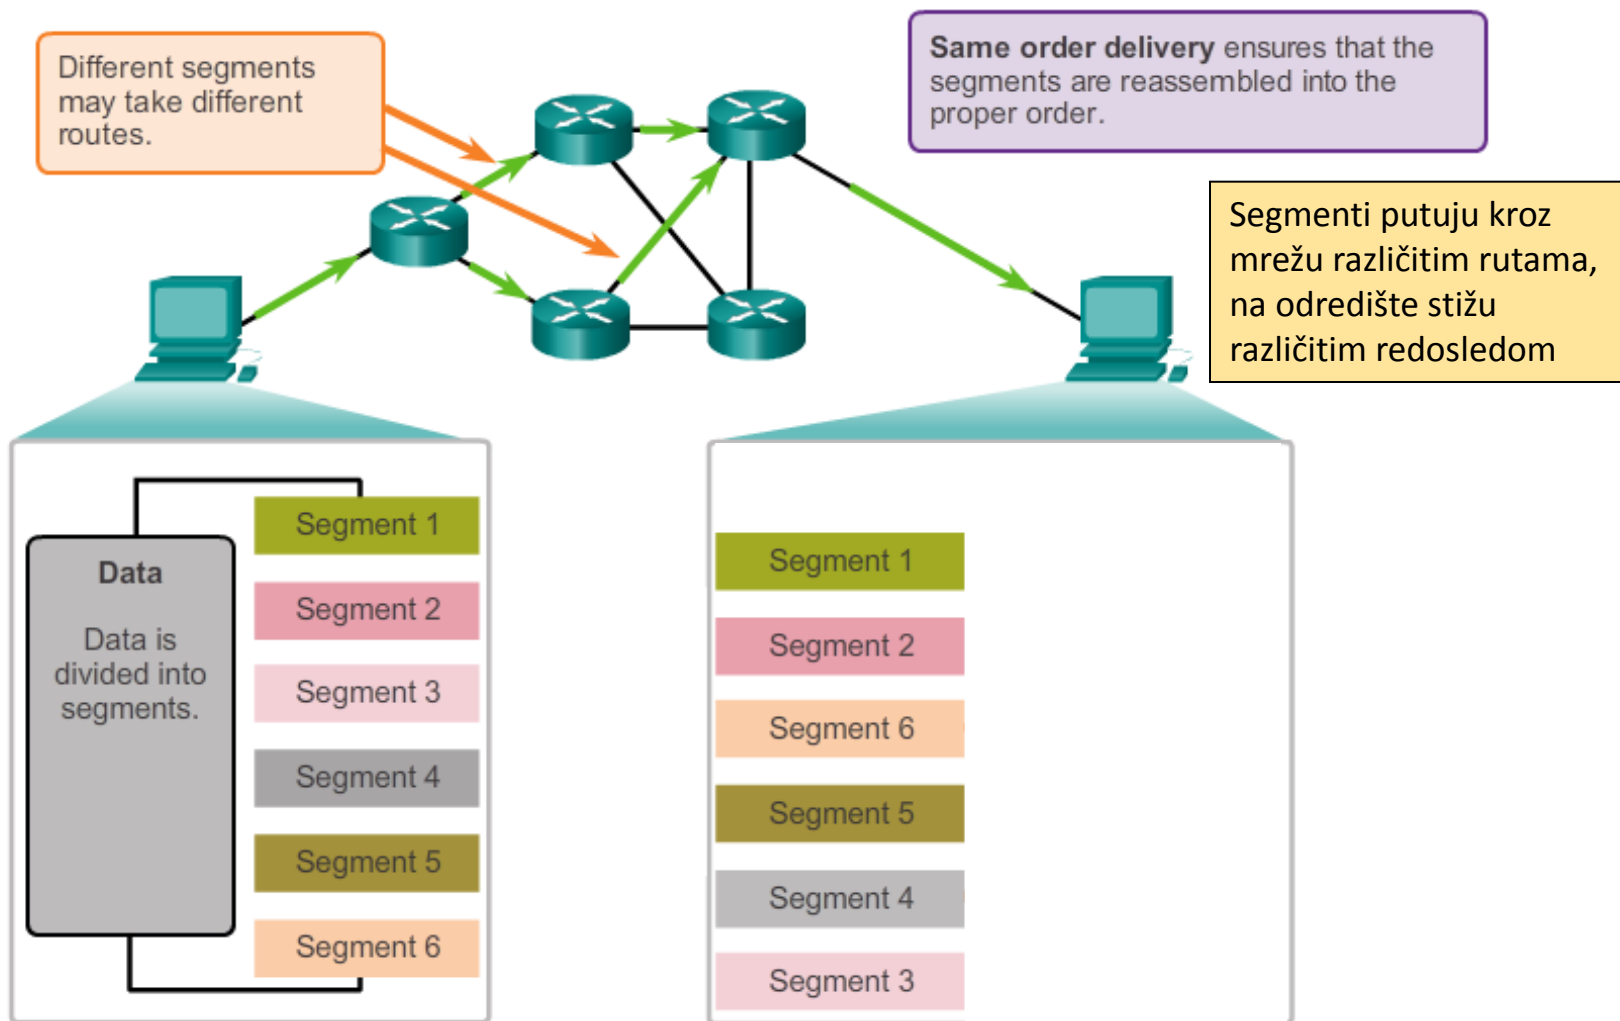 Different segments
may take different
routes.
Same order delivery ensures that the
segments are reassembled into the
proper order.
Segmenti putuju kroz
mrežu različitim rutama,
na odredište stižu
različitim redosledom
Data
Data is
divided into
segments.
Segment 1
Segment 2
Segment 3
Segment 4
Segment 5
Segment 6
Segment 1
Segment 2
Segment 6
Segment 5
Segment 4
Segment 3